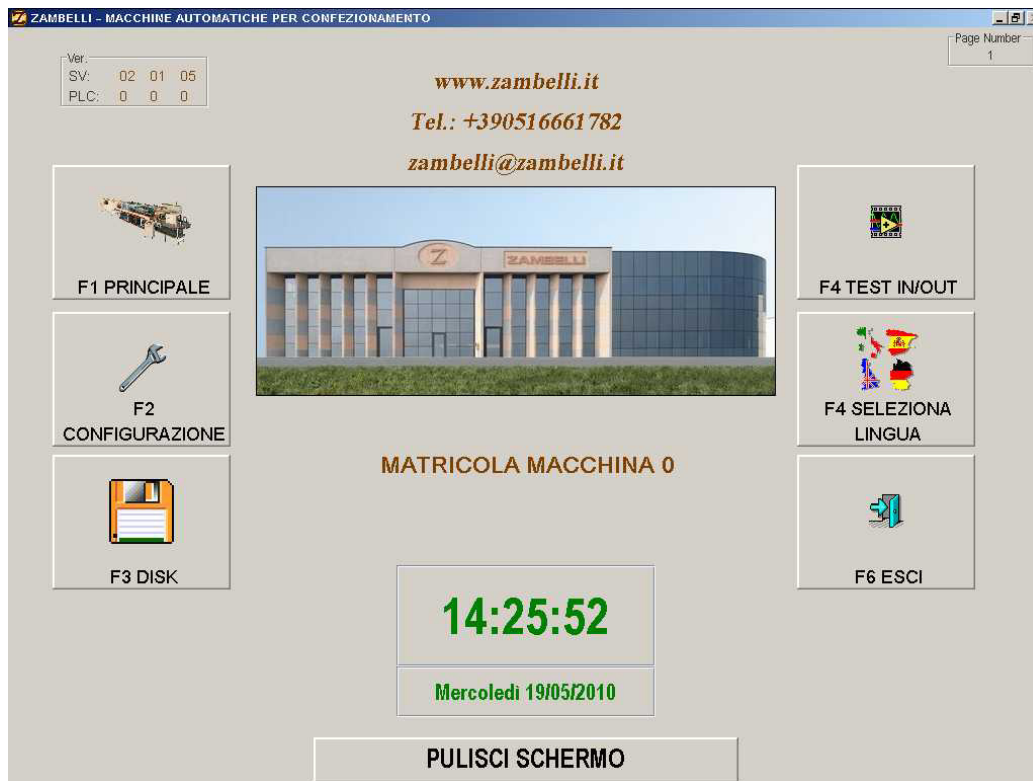 ZAMBELLI - MACCHINE AUTOMATICHE PER CONFEZIONAMENTO
Page Number
1
Ver.
SV: 02 01 05
PLC: 0 0 0
www.zambelli.it
Tel.: +390516661782
zambelli@zambelli.it
F1 PRINCIPALE
Z
ZAMBELLI
F4 TEST IN/OUT
F2
CONFIGURAZIONE
F4 SELEZIONA
LINGUA
MATRICOLA MACCHINA 0
F3 DISK
F6 ESCI
14:25:52
Mercoledì 19/05/2010
PULISCI SCHERMO